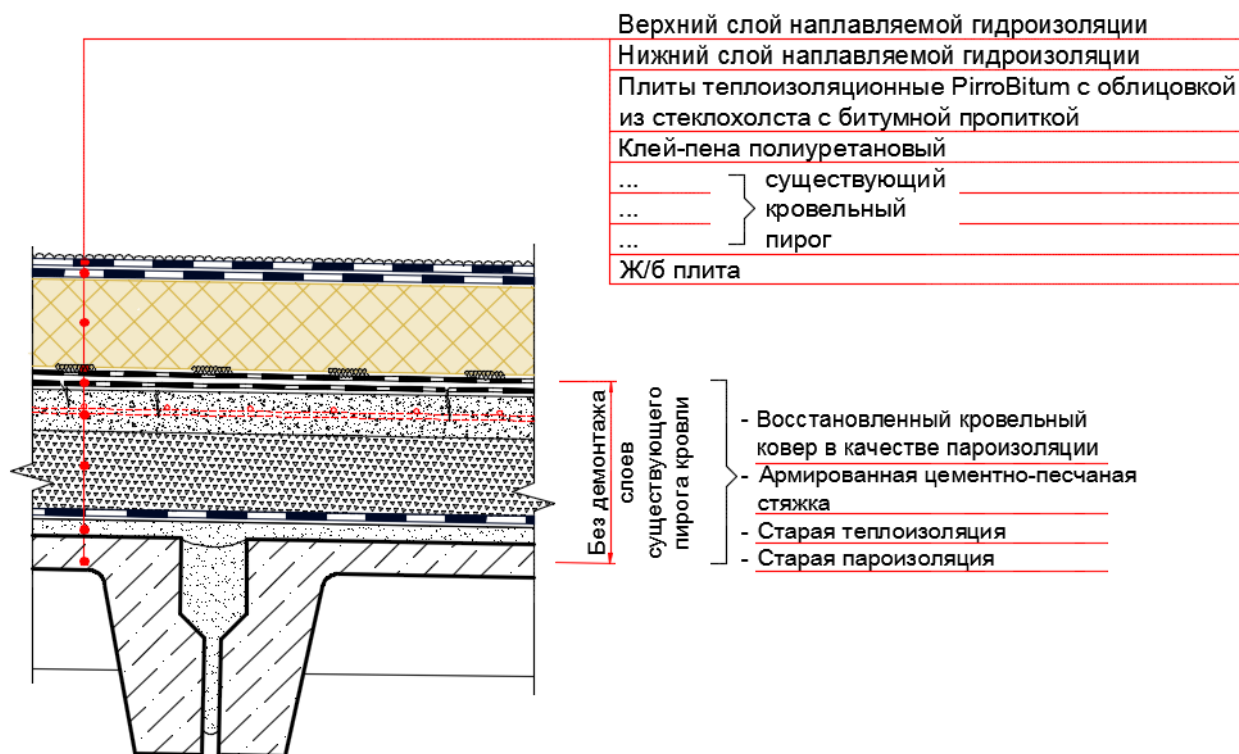 Верхний слой наплавляемой гидроизоляции
Нижний слой наплавляемой гидроизоляции
Плиты теплоизоляционные PirroBitum с облицовкой
из стеклохолста с битумной пропиткой
Клей-пена полиуретановый
... существующий
... кровельный
... пирог
Ж/б плита
Без демонтажа
слоев
существующего
пирога кровли
- Восстановленный кровельный
ковер в качестве пароизоляции
- Армированная цементно-песчаная
стяжка
- Старая теплоизоляция
- Старая пароизоляция